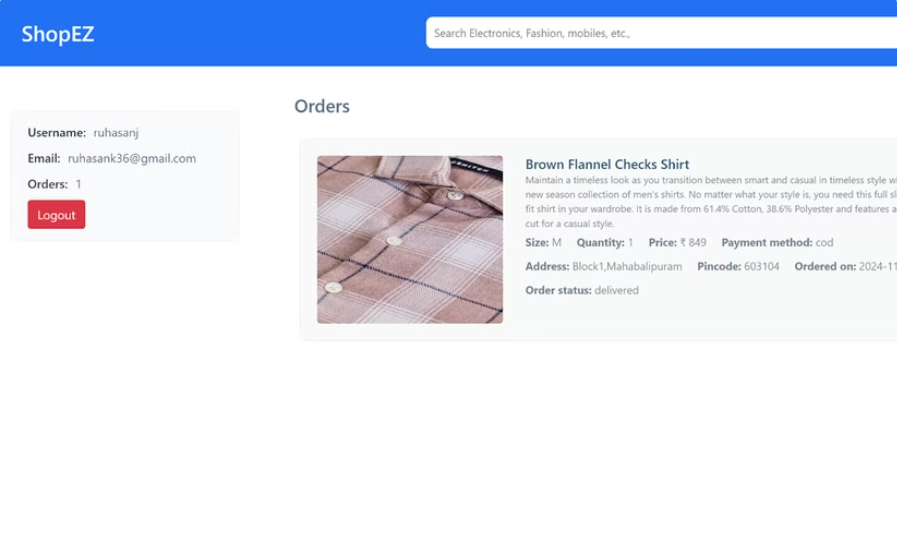 ShopEZ
Search Electronics, Fashion, mobiles, etc.,
Orders
Username: ruhasanj
Email: ruhasank36@gmail.com
Orders: 1
Logout
Brown Flannel Checks Shirt
Maintain a timeless look as you transition between smart and casual in timeless style
new season collection of men's shirts. No matter what your style is, you need this full
fit shirt in your wardrobe. It is made from 61.4% Cotton, 38.6% Polyester and features a
cut for a casual style.
Size: M Quantity: 1 Price: ₹ 849 Payment method: cod
Address: Block1,Mahabalipuram Pincode: 603104 Ordered on: 2024-11
Order status: delivered